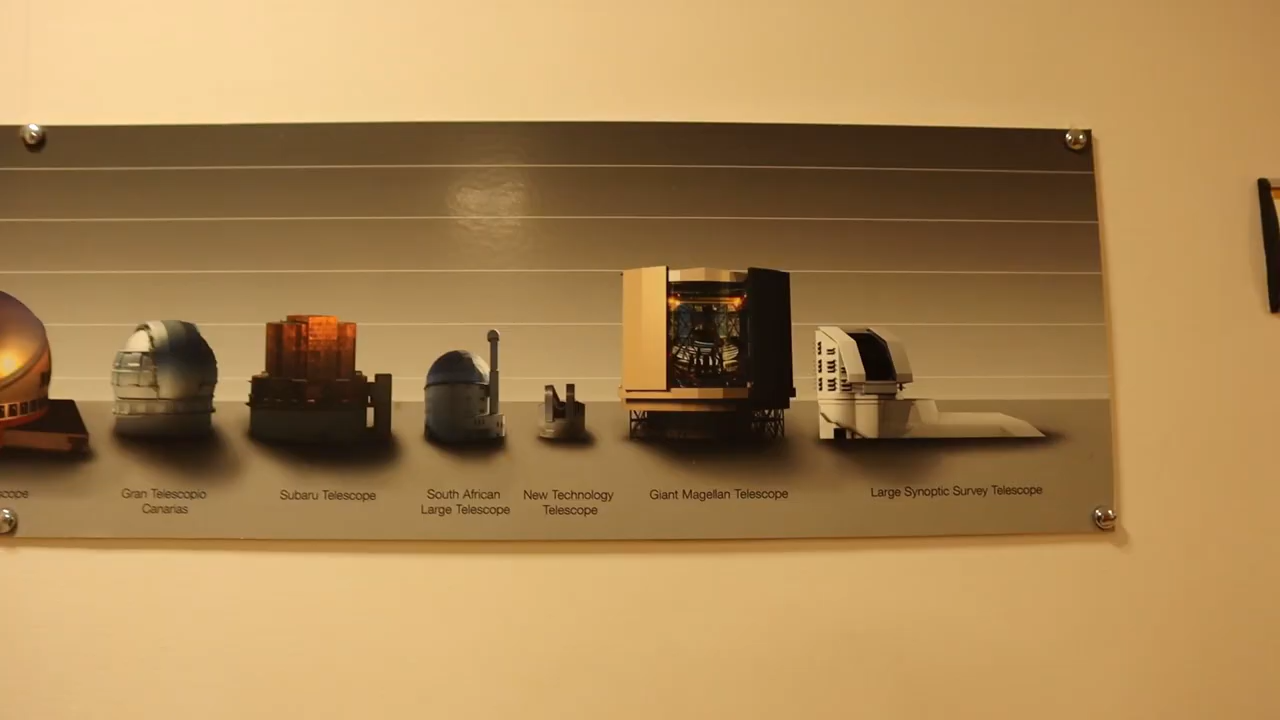 scope
Gran Telescopio
Canarias
Subaru Telescope
South African
Large Telescope
New Technology
Telescope
Giant Magellan Telescope
Large Synoptic Survey Telescope